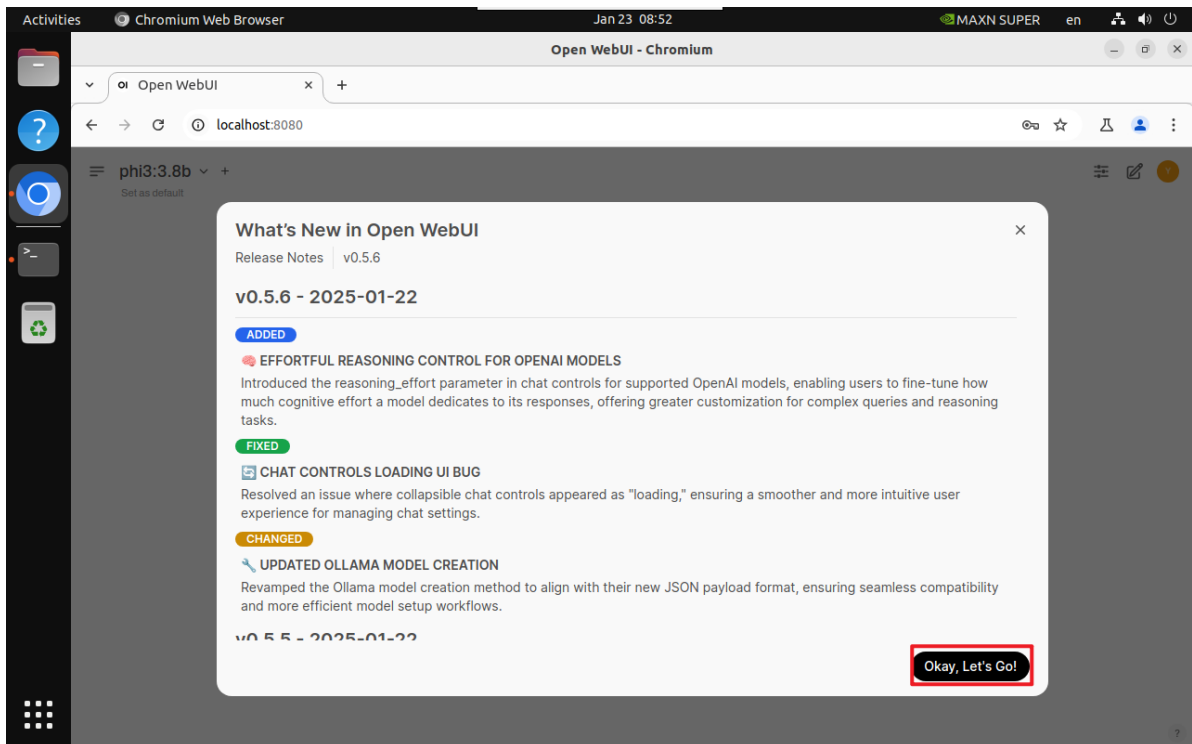 Activities Chromium Web Browser Jan 23 08:52 MAXN SUPER en
Open WebUI - Chromium
OI Open WebUI
localhost:8080
phi3:3.8b
Set as default
Y
What's New in Open WebUI
Release Notes v0.5.6
v0.5.6 - 2025-01-22
ADDED
EFFORTFUL REASONING CONTROL FOR OPENAI MODELS
Introduced the reasoning_effort parameter in chat controls for supported OpenAI models, enabling users to fine-tune how
much cognitive effort a model dedicates to its responses, offering greater customization for complex queries and reasoning
tasks.
FIXED
CHAT CONTROLS LOADING UI BUG
Resolved an issue where collapsible chat controls appeared as "loading," ensuring a smoother and more intuitive user
experience for managing chat settings.
CHANGED
UPDATED OLLAMA MODEL CREATION
Revamped the Ollama model creation method to align with their new JSON payload format, ensuring seamless compatibility
and more efficient model setup workflows.
v0.5.5 - 2025-01-22
Okay, Let's Go!
?